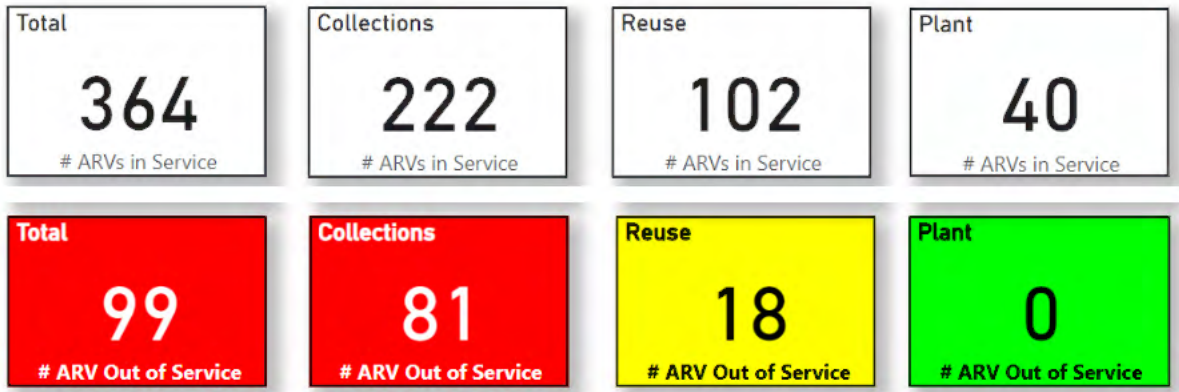 Total
364
# ARVs in Service
Collections
222
# ARVs in Service
Reuse
102
# ARVs in Service
Plant
40
# ARVs in Service
Total
99
# ARV Out of Service
Collections
81
# ARV Out of Service
Reuse
18
# ARV Out of Service
Plant
0
# ARV Out of Service